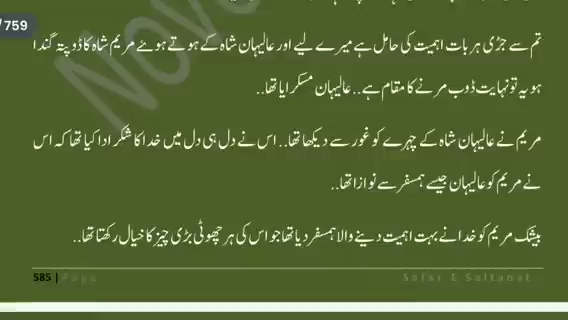 /759
تم سے جڑی ہر بات اہمیت کی حامل ہے میرے لیے اور عالیہان شاہ کے ہوتے ہوئے مریم شاہ کا ڈوپتہ گندا
ہو یہ تو نہایت ڈوب مرنے کا مقام ہے.. عالیہان مسکرایا تھا..
مریم نے عالیہان شاہ کے چہرے کو غور سے دیکھا تھا.. اس نے دل ہی دل میں خدا کا شکر ادا کیا تھا کہ اس
نے مریم کو عالیہان جیسے ہمسفر سے نوازا تھا..
بیشک مریم کو خدا نے بہت اہمیت دینے والا ہمسفر دیا تھا جو اس کی ہر چھوٹی بڑی چیز کا خیال رکھتا تھا..
585 | Page Safar E Saltanat